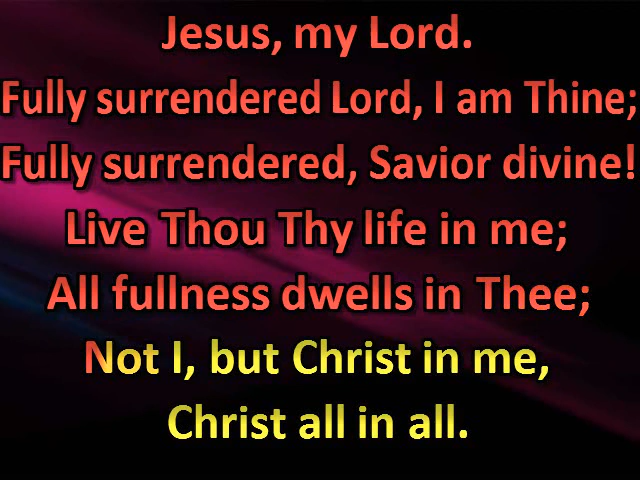 Jesus, my Lord.
Fully surrendered Lord, I am Thine;
Fully surrendered, Savior divine!
Live Thou Thy life in me;
All fullness dwells in Thee;
Not I, but Christ in me,
Christ all in all.